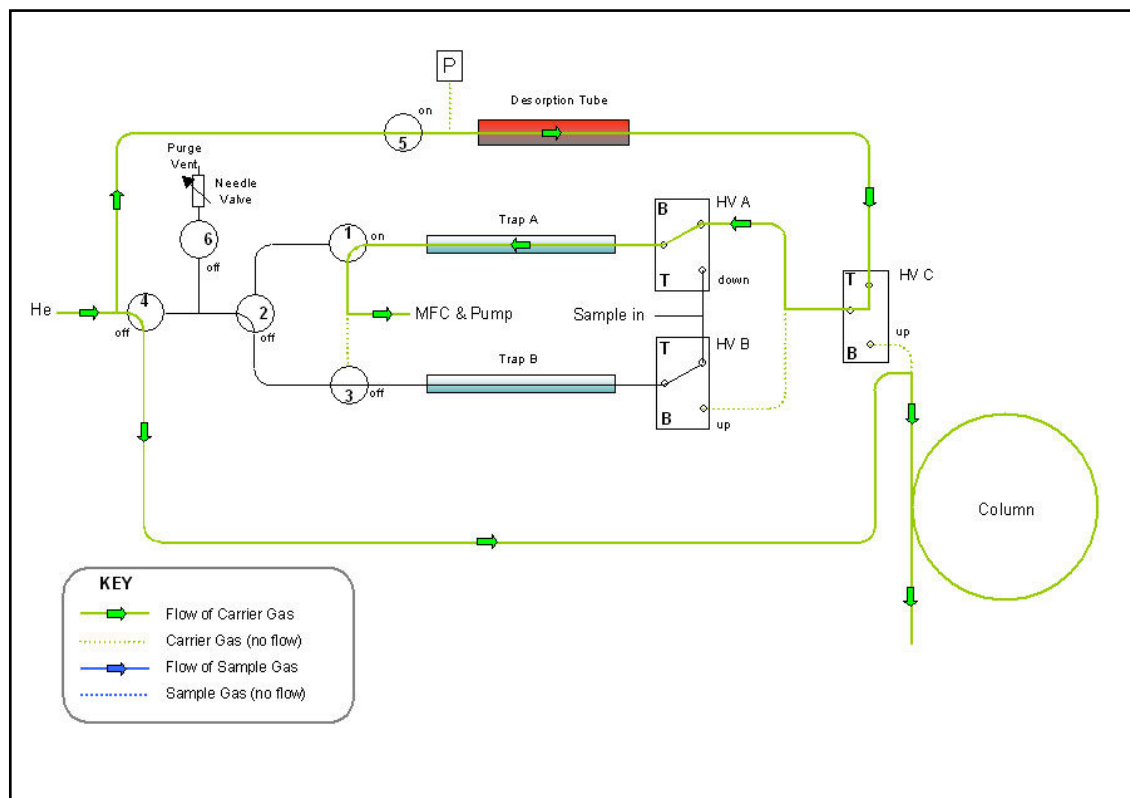 P
on
Desorption Tube
5
Purge
Vent
Needle
Valve
HV A
B
Trap A
1
on
6
off
T
down
HV C
T
He
4
off
2
off
MFC & Pump
Sample in
up
B
Trap B
T
HV B
3
off
B
up
Column
KEY
Flow of Carrier Gas
Carrier Gas (no flow)
Flow of Sample Gas
Sample Gas (no flow)